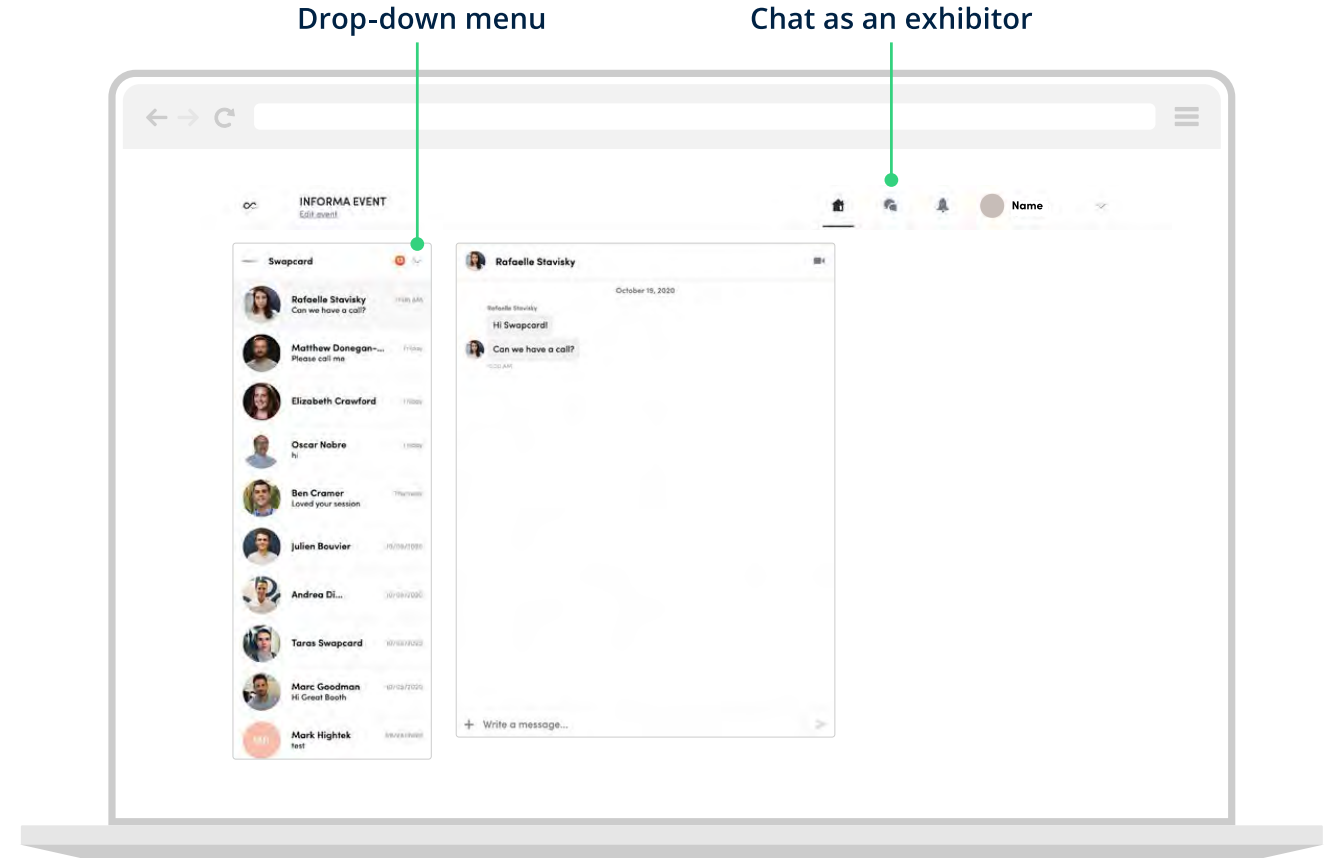 Drop-down menu
Chat as an exhibitor
INFORMA EVENT
Edit event
Name
Swapcard
Rafaelle Stavisky
Can we have a call?
Matthew Donegan-...
Friday
Please call me
Elizabeth Crawford
Oscar Nobre
hi
Ben Cramer
Loved your session
Julien Bouvier
Andrea Di...
Taras Swapcard
Marc Goodman
Hi Great Booth
Mark Hightek
test
Rafaelle Stavisky
October 19, 2020
Rafaelle Stavisky
Hi Swapcard!
Can we have a call?
+ Write a message...